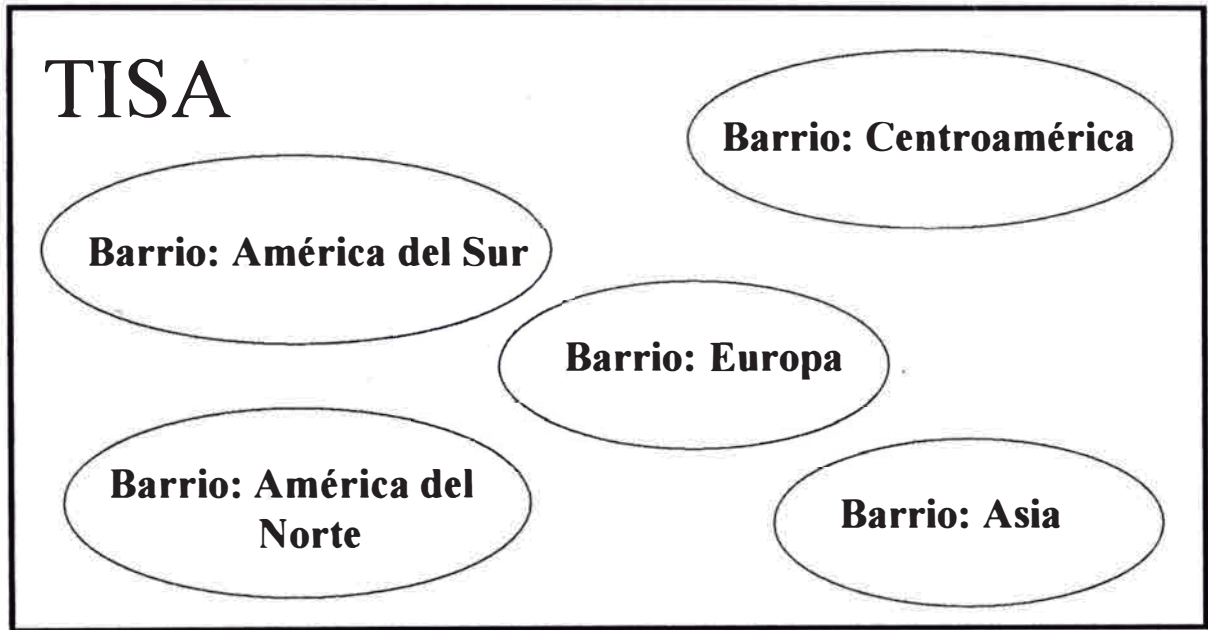 TISA
Barrio: Centroamérica
Barrio: América del Sur
Barrio: Europa
Barrio: América del
Norte
Barrio: Asia